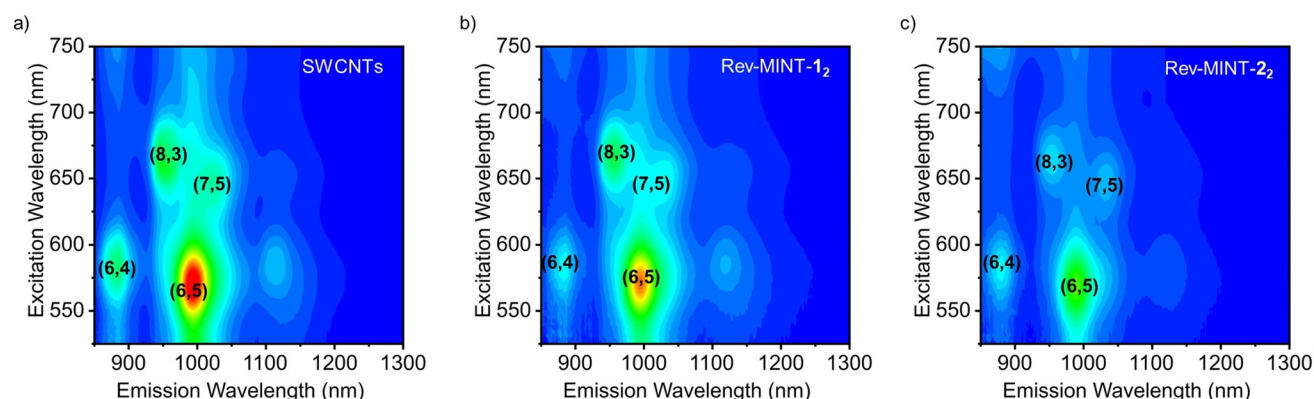 a)
SWCNTs
(8,3)
(7,5)
(6,4)
(6,5)
750
700
650
600
550
900 1000 1100 1200 1300
Excitation Wavelength (nm)
Emission Wavelength (nm)
b)
Rev-MINT-1₂
(8,3)
(7,5)
(6,4)
(6,5)
750
700
650
600
550
900 1000 1100 1200 1300
Excitation Wavelength (nm)
Emission Wavelength (nm)
c)
Rev-MINT-2₂
(8,3)
(7,5)
(6,4)
(6,5)
750
700
650
600
550
900 1000 1100 1200 1300
Excitation Wavelength (nm)
Emission Wavelength (nm)